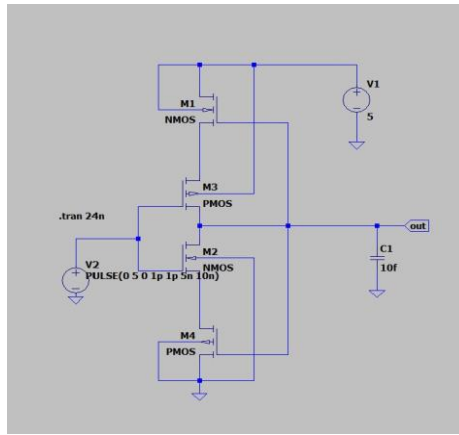 M1
NMOS
V1
5
M3
PMOS
.tran 24n
out
M2
NMOS
C1
10f
V2
PULSE(0 5 0 1p 1p 5n 10n)
M4
PMOS